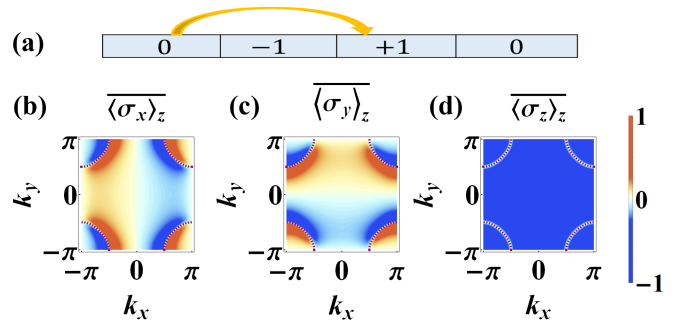 (a) 0 −1 +1 0
(b) ⟨σx⟩z (c) ⟨σy⟩z (d) ⟨σz⟩z
π π π 1
ky 0 ky 0 ky 0 0
−π −π −π −1
−π 0 π −π 0 π −π 0 π
kx kx kx